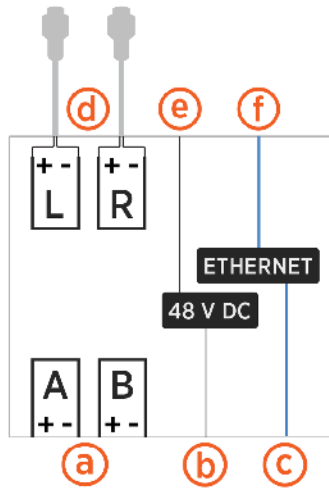 d e f
+ - + -
L R
ETHERNET
48 V DC
A B
+ - + -
a b c